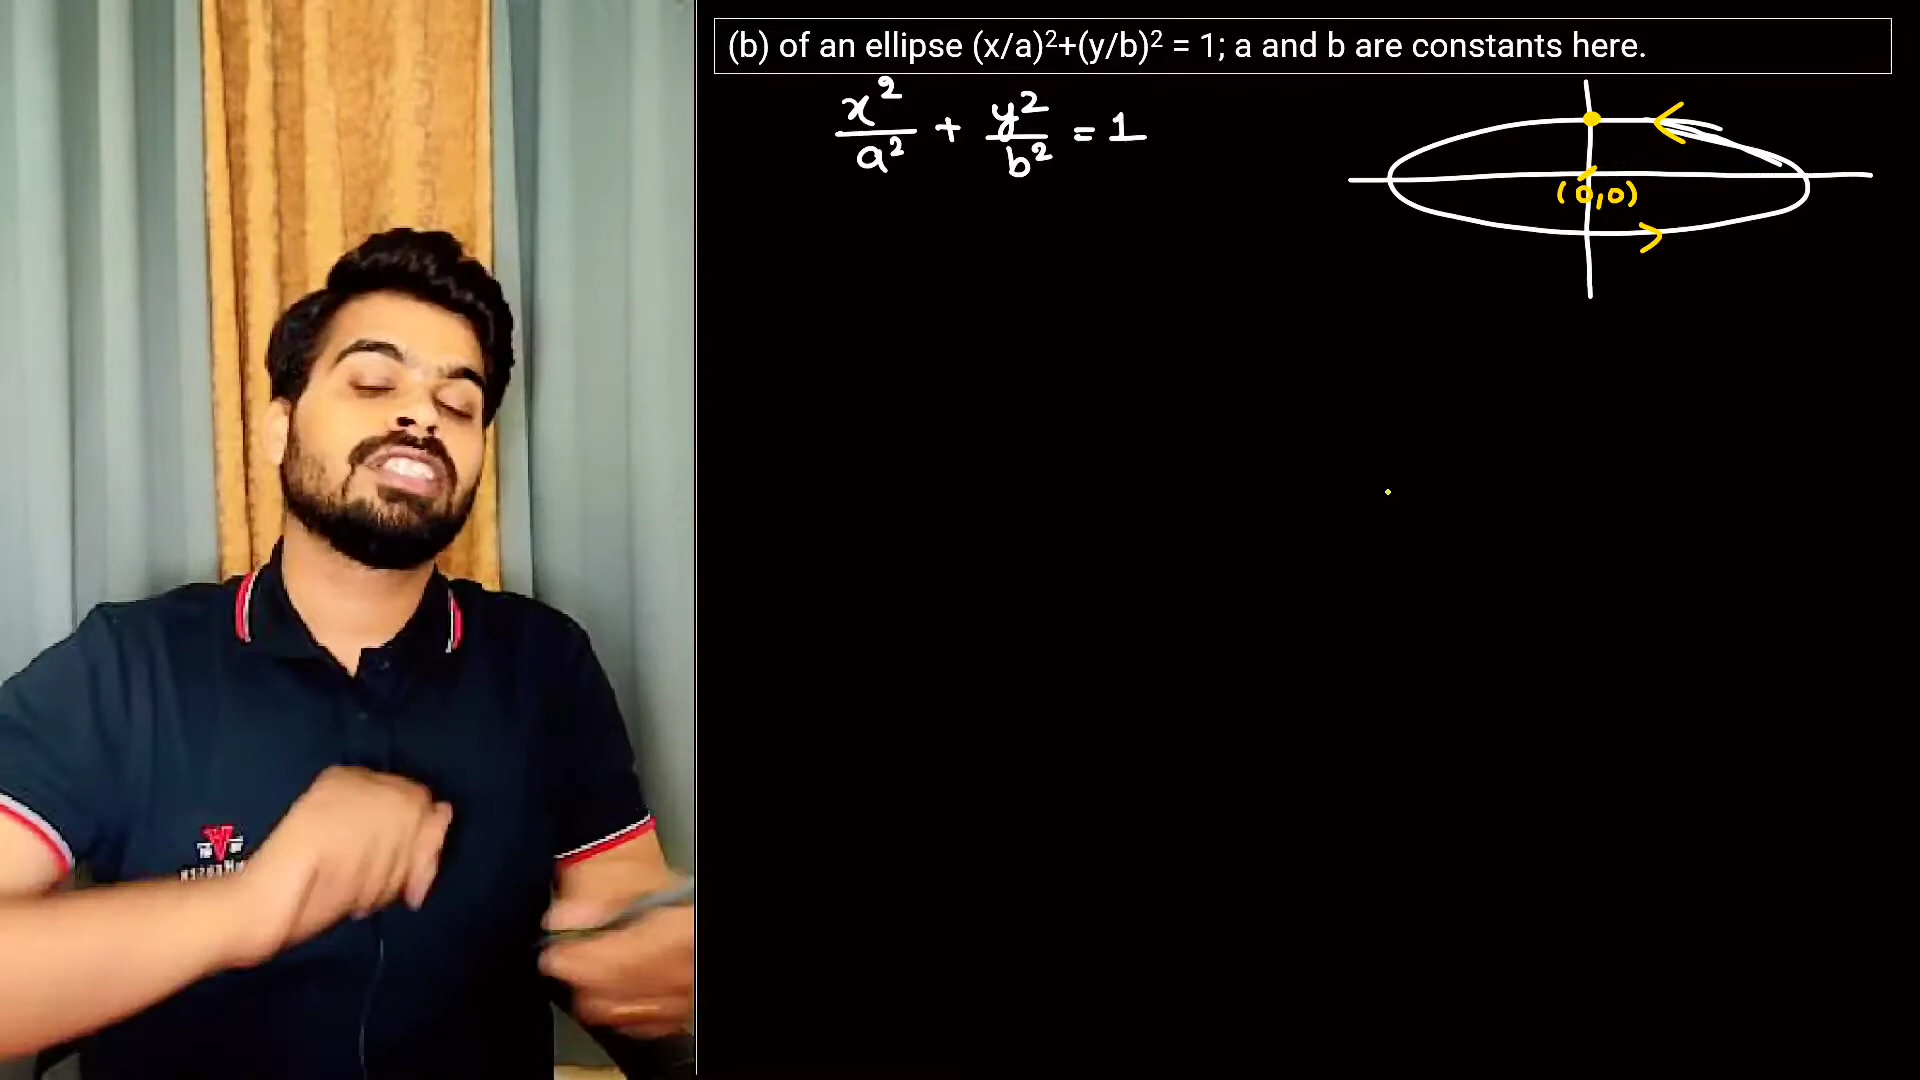 (b) of an ellipse (x/a)²+(y/b)² = 1; a and b are constants here.
x²/a² + y²/b² = 1
(0,0)